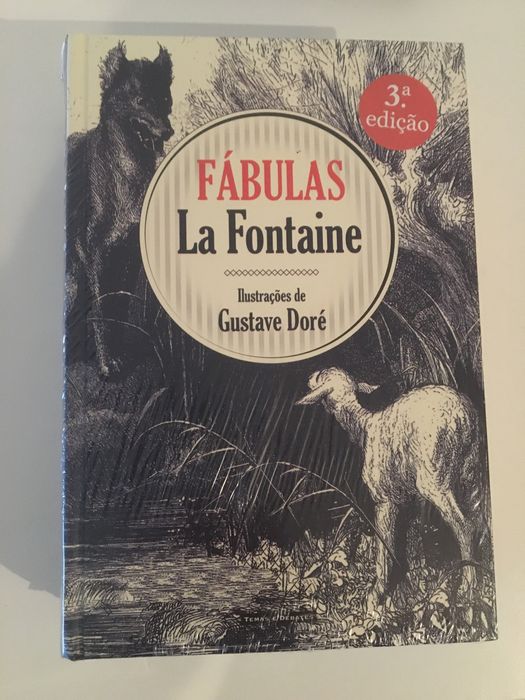 3.ª
edição
FÁBULAS
La Fontaine
Ilustrações de
Gustave Doré
TEMAS E DEBATES